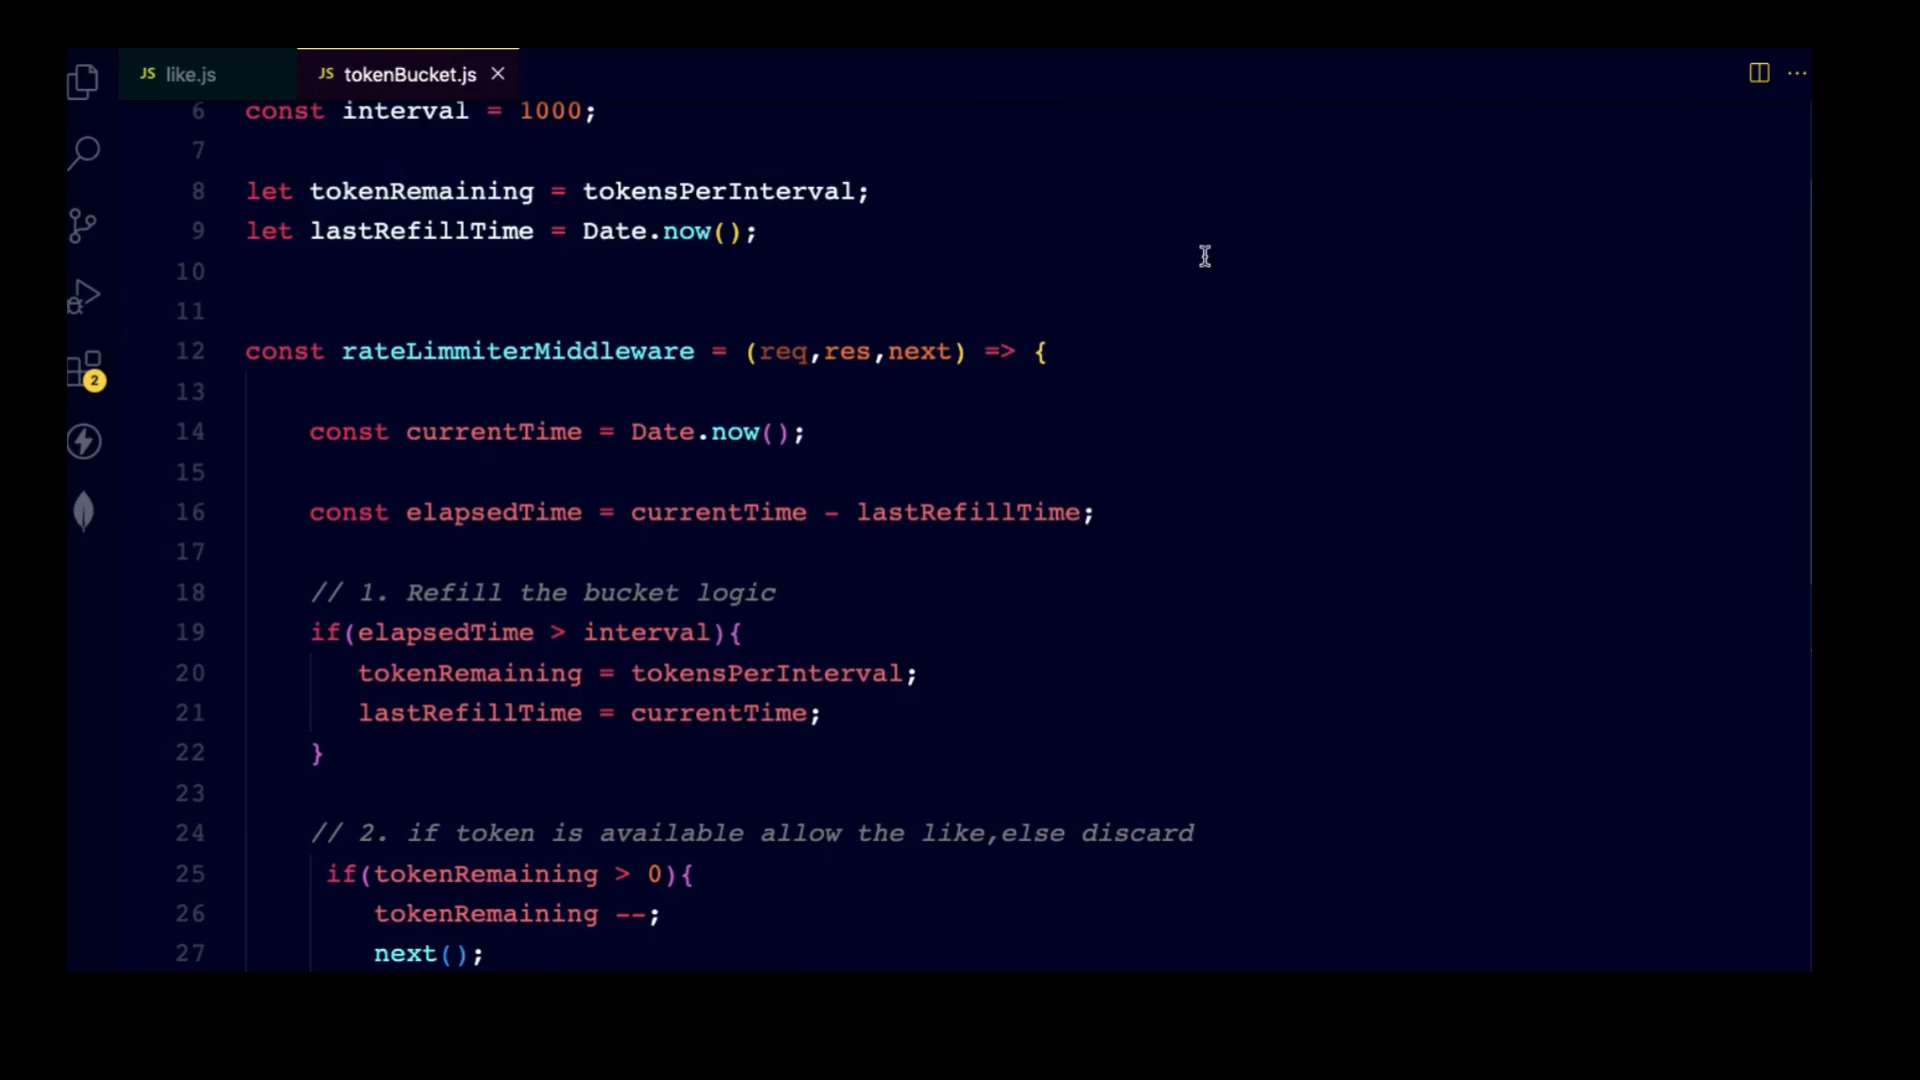 JS like.js JS tokenBucket.js
6 const interval = 1000;
7
8 let tokenRemaining = tokensPerInterval;
9 let lastRefillTime = Date.now();
10
11
12 const rateLimmiterMiddleware = (req,res,next) => {
13
14 const currentTime = Date.now();
15
16 const elapsedTime = currentTime - lastRefillTime;
17
18 // 1. Refill the bucket logic
19 if(elapsedTime > interval){
20 tokenRemaining = tokensPerInterval;
21 lastRefillTime = currentTime;
22 }
23
24 // 2. if token is available allow the like,else discard
25 if(tokenRemaining > 0){
26 tokenRemaining --;
27 next();
2